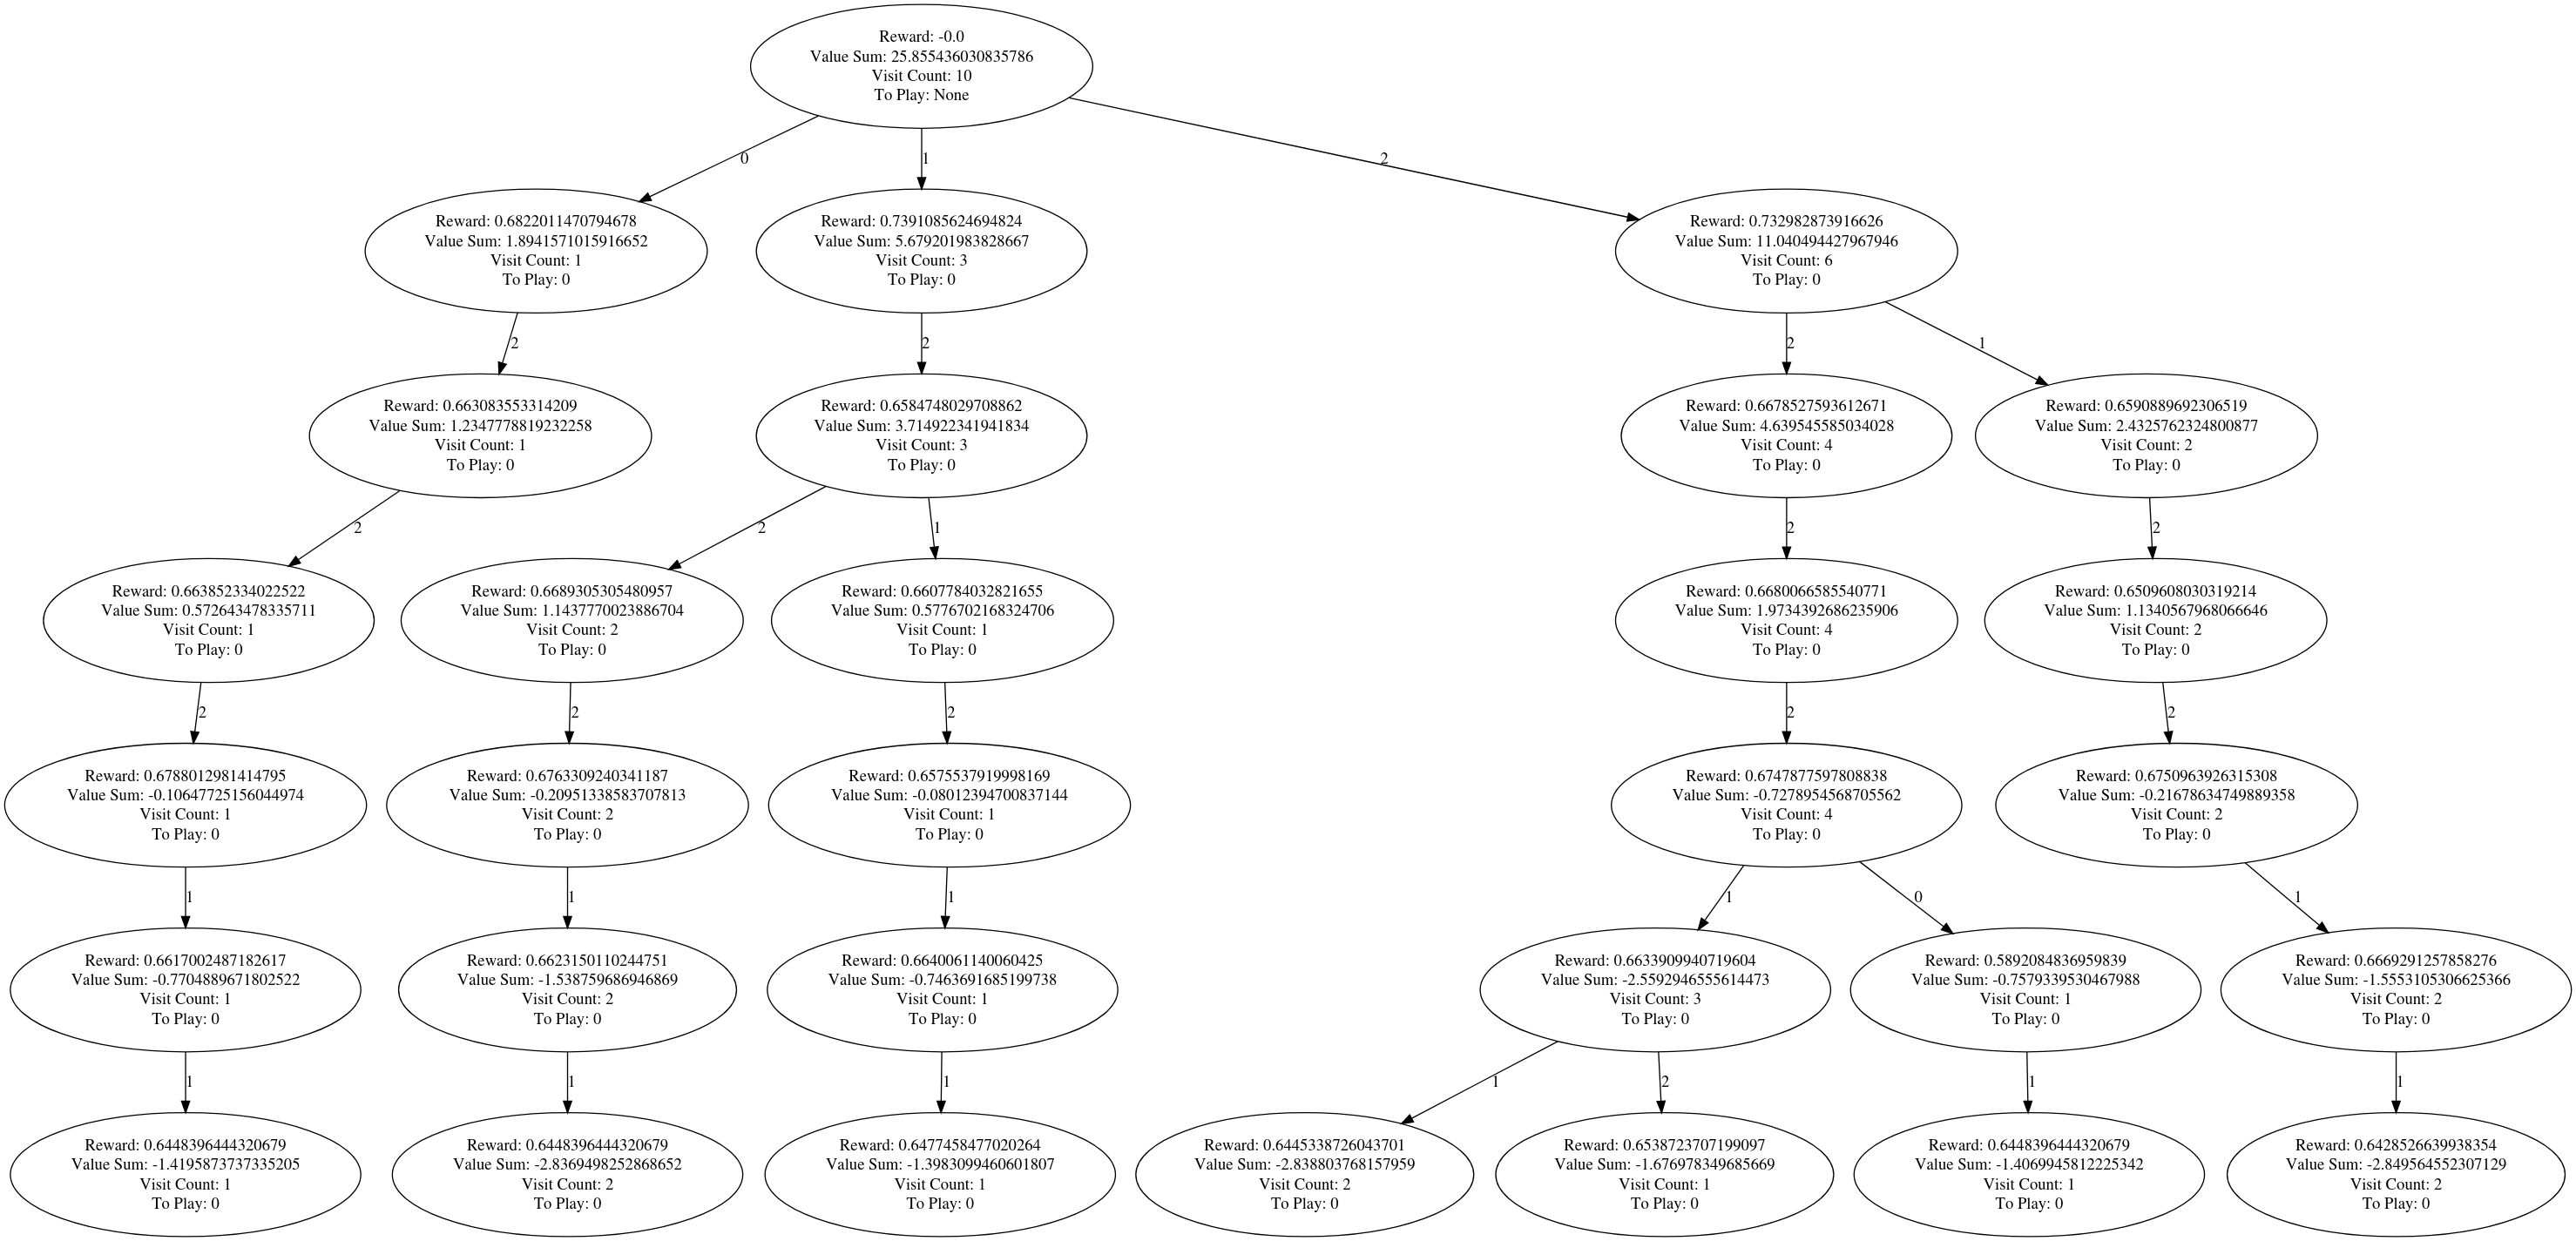 Reward: -0.0
Value Sum: 25.855436030835786
Visit Count: 10
To Play: None
0
1
2
Reward: 0.6822011470794678
Value Sum: 1.8941571015916652
Visit Count: 1
To Play: 0
Reward: 0.7391085624694824
Value Sum: 5.679201983828667
Visit Count: 3
To Play: 0
Reward: 0.732982873916626
Value Sum: 11.040494427967946
Visit Count: 6
To Play: 0
2
2
2
1
Reward: 0.663083553314209
Value Sum: 1.2347778819232258
Visit Count: 1
To Play: 0
Reward: 0.6584748029708862
Value Sum: 3.714922341941834
Visit Count: 3
To Play: 0
Reward: 0.6678527593612671
Value Sum: 4.639545585034028
Visit Count: 4
To Play: 0
Reward: 0.6590889692306519
Value Sum: 2.4325762324800877
Visit Count: 2
To Play: 0
2
2
1
2
2
Reward: 0.663852334022522
Value Sum: 0.572643478335711
Visit Count: 1
To Play: 0
Reward: 0.6689305305480957
Value Sum: 1.1437770023886704
Visit Count: 2
To Play: 0
Reward: 0.6607784032821655
Value Sum: 0.5776702168324706
Visit Count: 1
To Play: 0
Reward: 0.6680066585540771
Value Sum: 1.9734392686235906
Visit Count: 4
To Play: 0
Reward: 0.6509608030319214
Value Sum: 1.1340567968066646
Visit Count: 2
To Play: 0
2
2
2
2
2
Reward: 0.6788012981414795
Value Sum: -0.10647725156044974
Visit Count: 1
To Play: 0
Reward: 0.6763309240341187
Value Sum: -0.20951338583707813
Visit Count: 2
To Play: 0
Reward: 0.6575537919998169
Value Sum: -0.08012394700837144
Visit Count: 1
To Play: 0
Reward: 0.6747877597808838
Value Sum: -0.7278954568705562
Visit Count: 4
To Play: 0
Reward: 0.6750963926315308
Value Sum: -0.21678634749889358
Visit Count: 2
To Play: 0
1
1
1
1
0
1
Reward: 0.6617002487182617
Value Sum: -0.7704889671802522
Visit Count: 1
To Play: 0
Reward: 0.6623150110244751
Value Sum: -1.538759686946869
Visit Count: 2
To Play: 0
Reward: 0.6640061140060425
Value Sum: -0.7463691685199738
Visit Count: 1
To Play: 0
Reward: 0.6633909940719604
Value Sum: -2.5592946555614473
Visit Count: 3
To Play: 0
Reward: 0.5892084836959839
Value Sum: -0.7579339530467988
Visit Count: 1
To Play: 0
Reward: 0.6669291257858276
Value Sum: -1.5553105306625366
Visit Count: 2
To Play: 0
1
1
1
1
2
1
1
Reward: 0.6448396444320679
Value Sum: -1.4195873737335205
Visit Count: 1
To Play: 0
Reward: 0.6448396444320679
Value Sum: -2.8369498252868652
Visit Count: 2
To Play: 0
Reward: 0.6477458477020264
Value Sum: -1.3983099460601807
Visit Count: 1
To Play: 0
Reward: 0.6445338726043701
Value Sum: -2.838803768157959
Visit Count: 2
To Play: 0
Reward: 0.6538723707199097
Value Sum: -1.676978349685669
Visit Count: 1
To Play: 0
Reward: 0.6448396444320679
Value Sum: -1.4069945812225342
Visit Count: 1
To Play: 0
Reward: 0.6428526639938354
Value Sum: -2.849564552307129
Visit Count: 2
To Play: 0